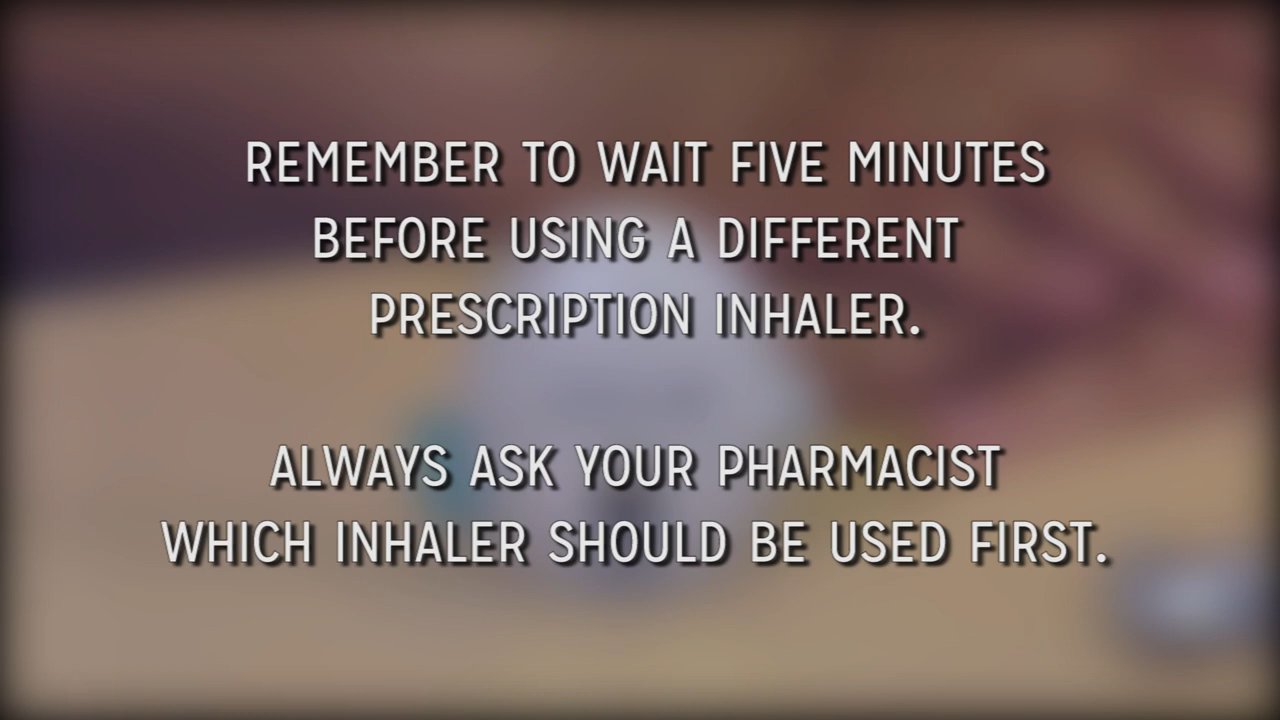 REMEMBER TO WAIT FIVE MINUTES
BEFORE USING A DIFFERENT
PRESCRIPTION INHALER.
ALWAYS ASK YOUR PHARMACIST
WHICH INHALER SHOULD BE USED FIRST.